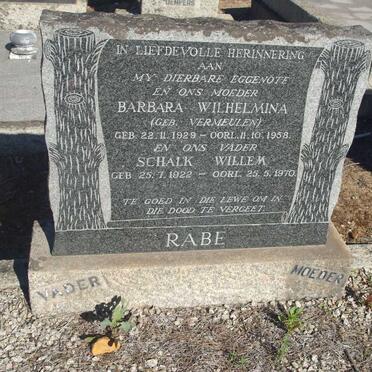 DEMPERS
IN LIEFDEVOLLE HERINNERING
AAN
MY DIERBARE EGGENOTE
EN ONS MOEDER
BARBARA WILHELMINA
(GEB. VERMEULEN)
GEB. 22.11.1929 – OORL. 11.10.1958.
EN ONS VADER
SCHALK WILLEM
GEB. 25.7.1922 – OORL. 25.5.1970.
TE GOED IN DIE LEWE OM IN
DIE DOOD TE VERGEET.
RABE
VADER MOEDER